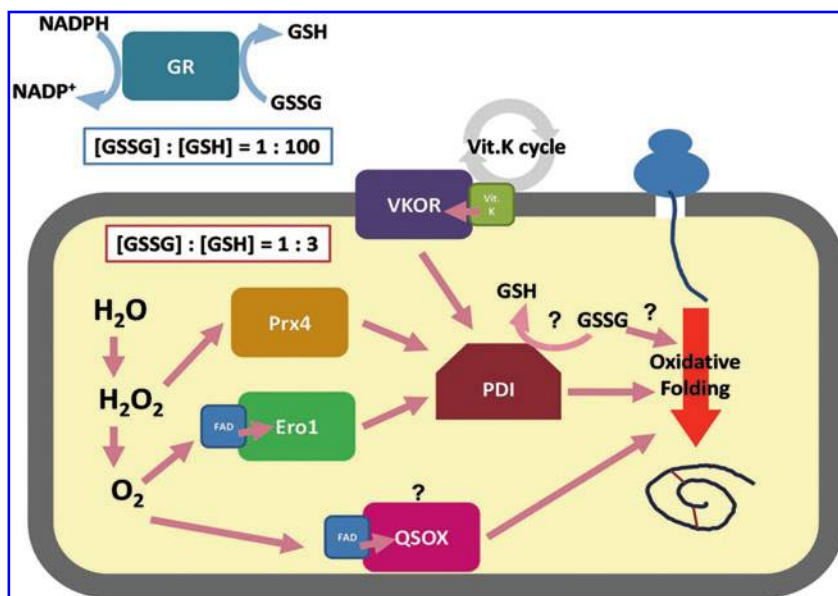 NADPH
GSH
GR
NADP⁺
GSSG
[GSSG] : [GSH] = 1 : 100
Vit.K cycle
VKOR
Vit.
K
[GSSG] : [GSH] = 1 : 3
GSH
?
GSSG
?
H₂O
Prx4
Oxidative
Folding
PDI
H₂O₂
FAD
Ero1
O₂
?
FAD
QSOX